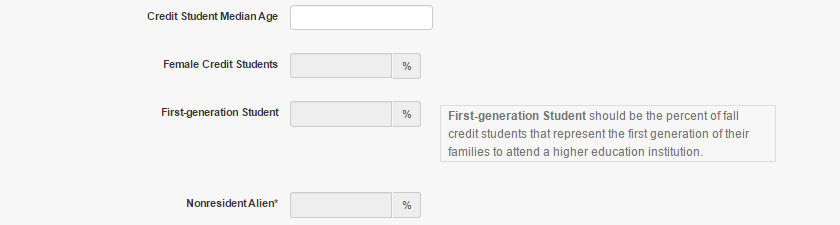 Credit Student Median Age
Female Credit Students %
First-generation Student %
First-generation Student should be the percent of fall
credit students that represent the first generation of their
families to attend a higher education institution.
Nonresident Alien* %